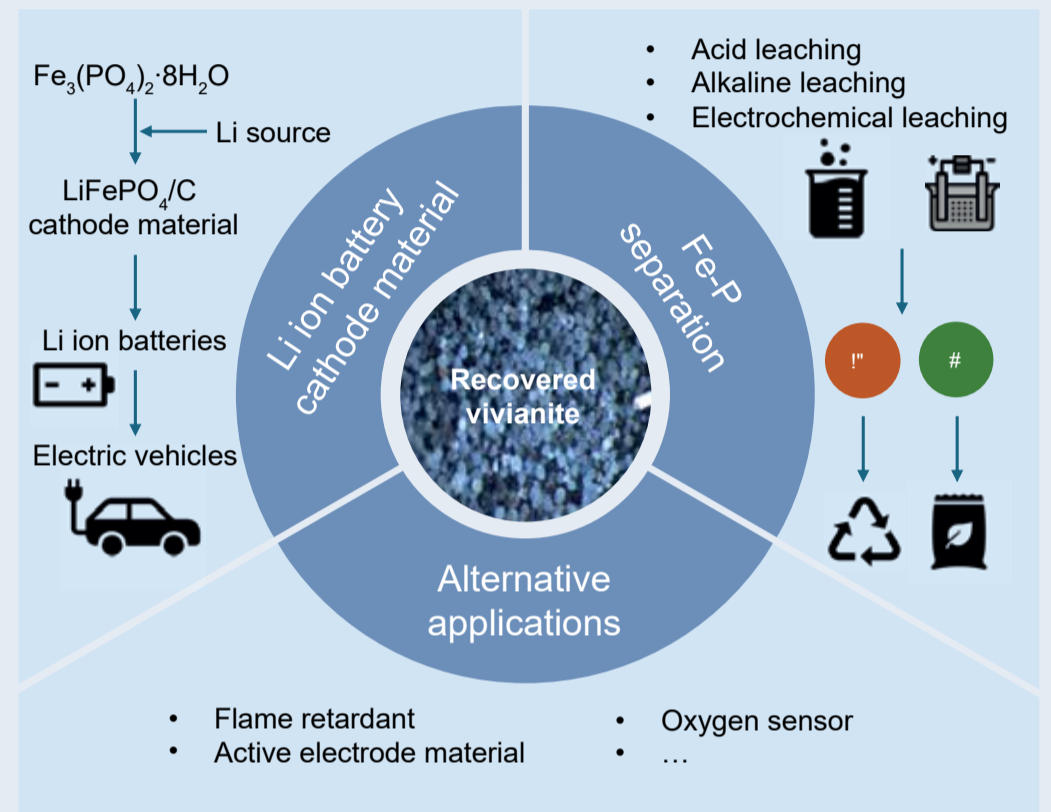 Fe₃(PO₄)₂·8H₂O
Li source
LiFePO₄/C
cathode material
Li ion batteries
Electric vehicles
Li ion battery
cathode material
Fe-P
separation
• Acid leaching
• Alkaline leaching
• Electrochemical leaching
!"
#
Recovered
vivianite
Alternative
applications
• Flame retardant
• Active electrode material
• Oxygen sensor
• …